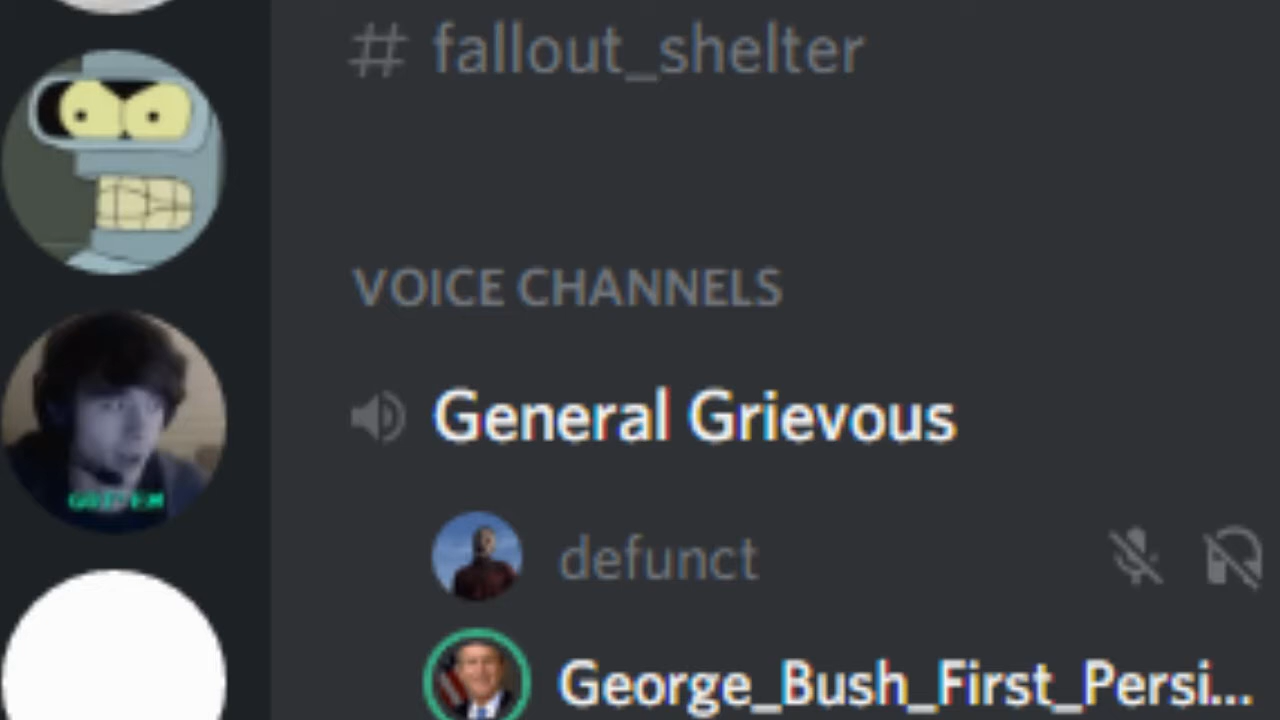 # fallout_shelter
VOICE CHANNELS
General Grievous
defunct
George_Bush_First_Persi...